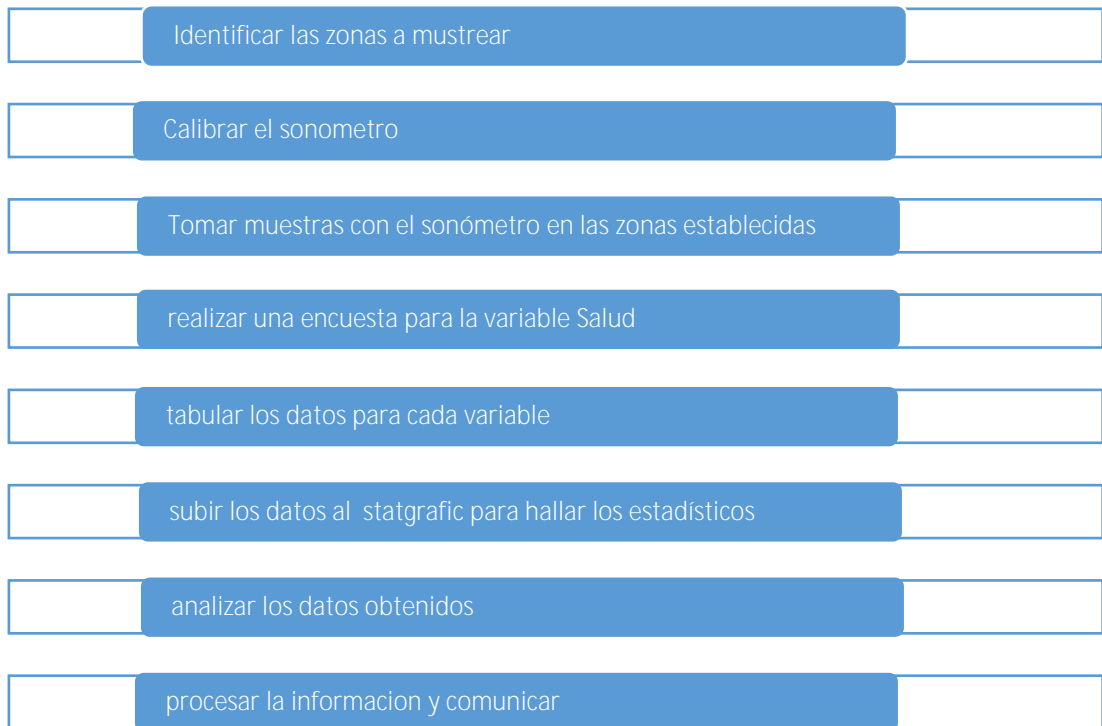 Identificar las zonas a mustrear
Calibrar el sonometro
Tomar muestras con el sonómetro en las zonas establecidas
realizar una encuesta para la variable Salud
tabular los datos para cada variable
subir los datos al statgrafic para hallar los estadísticos
analizar los datos obtenidos
procesar la informacion y comunicar